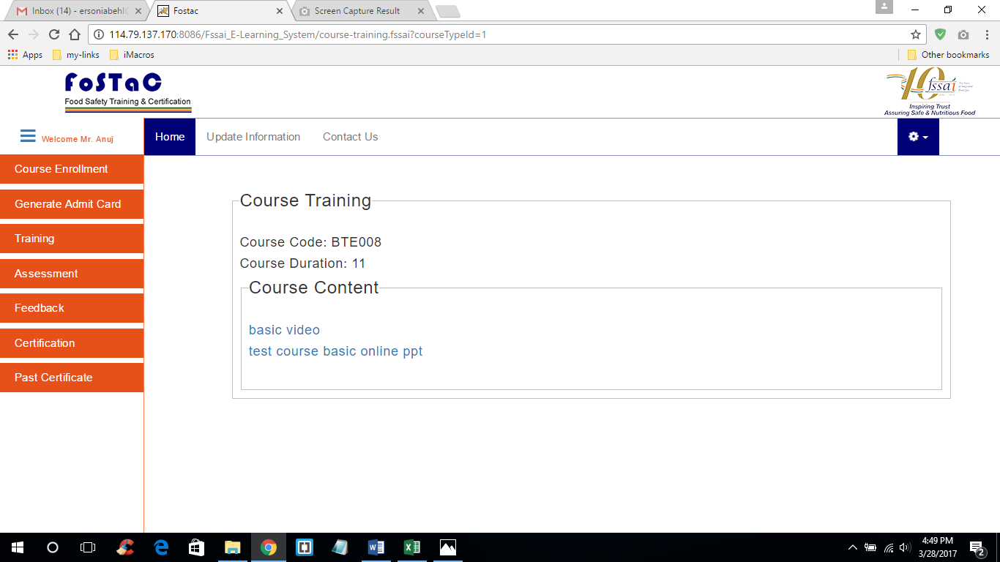 Inbox (14) - ersoniabehl@
Fostac
Screen Capture Result
114.79.137.170:8086/Fssai_E-Learning_System/course-training.fssai?courseTypeId=1
Apps
my-links
iMacros
Other bookmarks
FoSTaC
Food Safety Training & Certification
10
fssai
Inspiring Trust
Assuring Safe & Nutritious Food
Welcome Mr. Anuj
Home
Update Information
Contact Us
Course Enrollment
Generate Admit Card
Training
Assessment
Feedback
Certification
Past Certificate
Course Training
Course Code: BTE008
Course Duration: 11
Course Content
basic video
test course basic online ppt
4:49 PM
3/28/2017
2